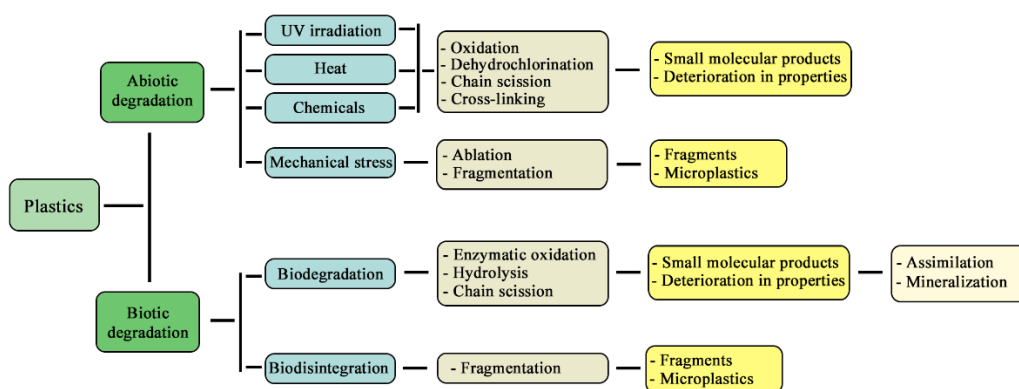 Plastics
Abiotic
degradation
UV irradiation
Heat
Chemicals
- Oxidation
- Dehydrochlorination
- Chain scission
- Cross-linking
- Small molecular products
- Deterioration in properties
Mechanical stress
- Ablation
- Fragmentation
- Fragments
- Microplastics
Biotic
degradation
Biodegradation
- Enzymatic oxidation
- Hydrolysis
- Chain scission
- Small molecular products
- Deterioration in properties
- Assimilation
- Mineralization
Biodisintegration
- Fragmentation
- Fragments
- Microplastics